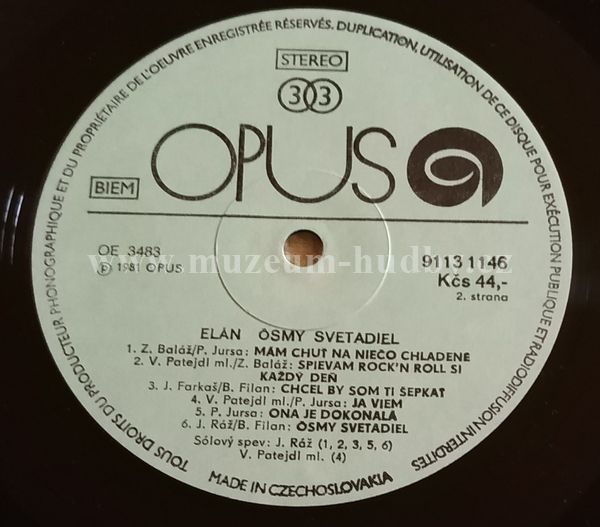 TOUS DROITS DU PRODUCTEUR PHONOGRAPHIQUE ET DU PROPRIÉTAIRE DE L'OEUVRE ENREGISTRÉE RÉSERVÉS. DUPLICATION, UTILISATION DE CE DISQUE POUR EXÉCUTION PUBLIQUE ET RADIODIFFUSION INTERDITES
STEREO
33
OPUS
BIEM
OE 3483
Ⓟ 1981 OPUS
9113 1146
Kčs 44,-
2. strana
www.muzeum-hudby.cz
ELÁN ÔSMY SVETADIEL
1. Z. Baláž/P. Jursa: MÁM CHUŤ NA NIEČO CHLADENÉ
2. V. Patejdl ml./Z. Baláž: SPIEVAM ROCK'N ROLL SI
KAŽDÝ DEŇ
3. J. Farkaš/B. Filan: CHCEL BY SOM TI ŠEPKAŤ
4. V. Patejdl ml./P. Jursa: JA VIEM
5. P. Jursa: ONA JE DOKONALÁ
6. J. Ráž/B. Filan: ÔSMY SVETADIEL
Sólový spev: J. Ráž (1, 2, 3, 5, 6)
V. Patejdl ml. (4)
MADE IN CZECHOSLOVAKIA